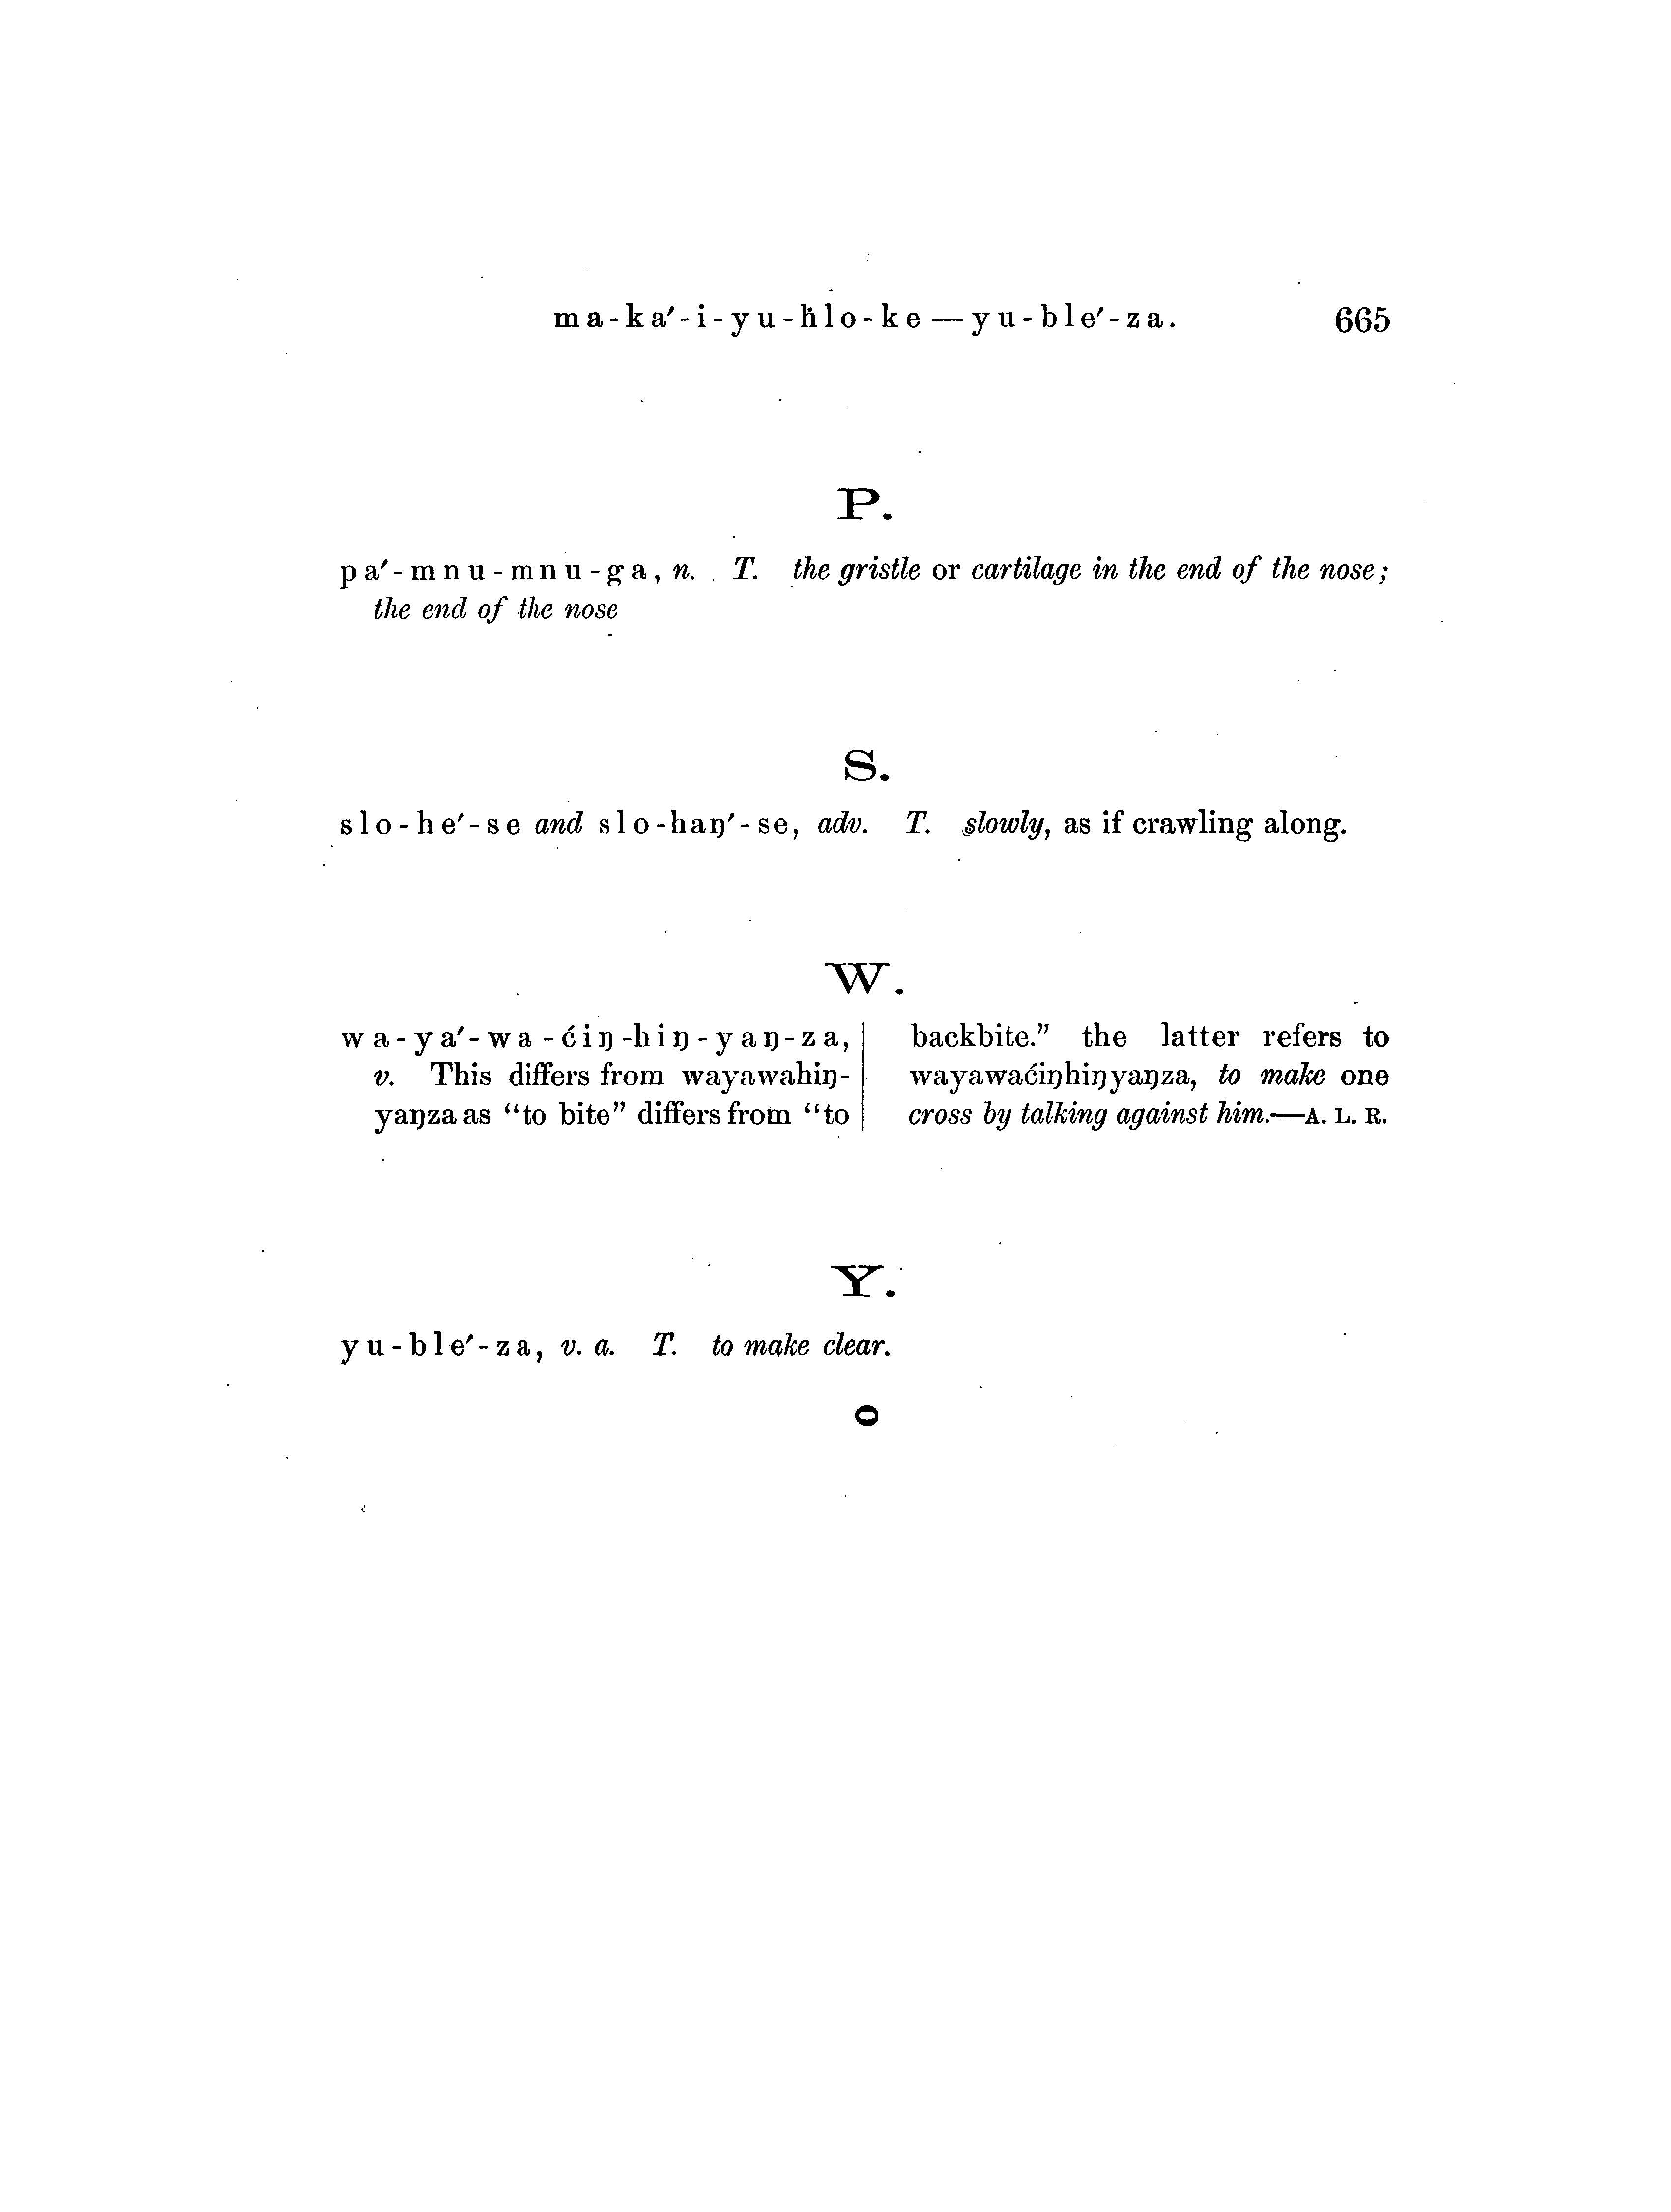 ma-ka′-i-yu-ḣlo-ke—yu-ble′-za. 665
P.
pa′-mnu-mnu-ġa, n. T. the gristle or cartilage in the end of the nose;
the end of the nose
S.
slo-he′-se and slo-haŋ′-se, adv. T. slowly, as if crawling along.
W.
wa-ya′-wa-ćiŋ-hiŋ-yaŋ-za,
v. This differs from wayawahiŋ-
yaŋza as “to bite” differs from “to
backbite.” the latter refers to
wayawaćiŋhiŋyaŋza, to make one
cross by talking against him.—A. L. R.
Y.
yu-ble′-za, v. a. T. to make clear.